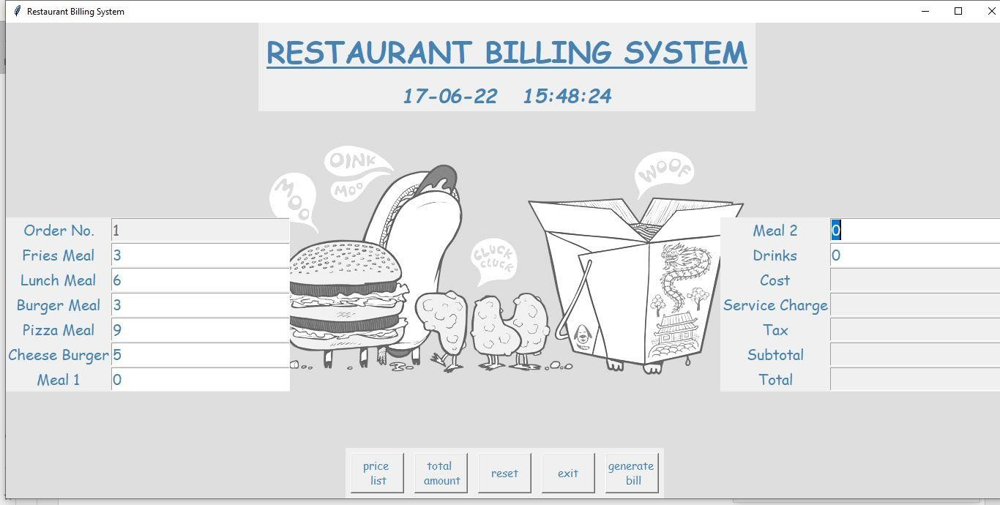 Restaurant Billing System
RESTAURANT BILLING SYSTEM
17-06-22 15:48:24
OINK
MOO
MOO
WOOF
CLUCK
CLUCK
Order No. 1
Fries Meal 3
Lunch Meal 6
Burger Meal 3
Pizza Meal 9
Cheese Burger 5
Meal 1 0
Meal 2 0
Drinks 0
Cost
Service Charge
Tax
Subtotal
Total
price
list
total
amount
reset
exit
generate
bill